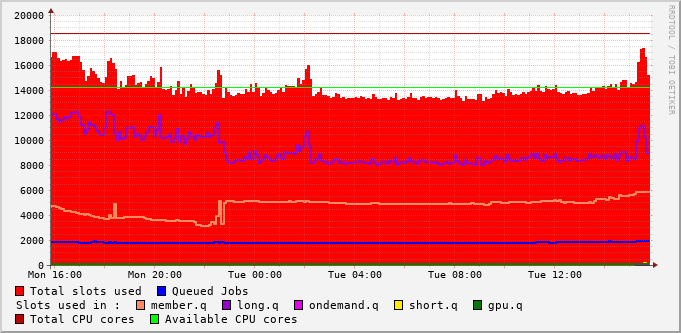 20000
18000
16000
14000
12000
10000
8000
6000
4000
2000
0
Mon 16:00 Mon 20:00 Tue 00:00 Tue 04:00 Tue 08:00 Tue 12:00
RRDTOOL / TOBI OETIKER
Total slots used Queued Jobs
Slots used in : member.q long.q ondemand.q short.q gpu.q
Total CPU cores Available CPU cores